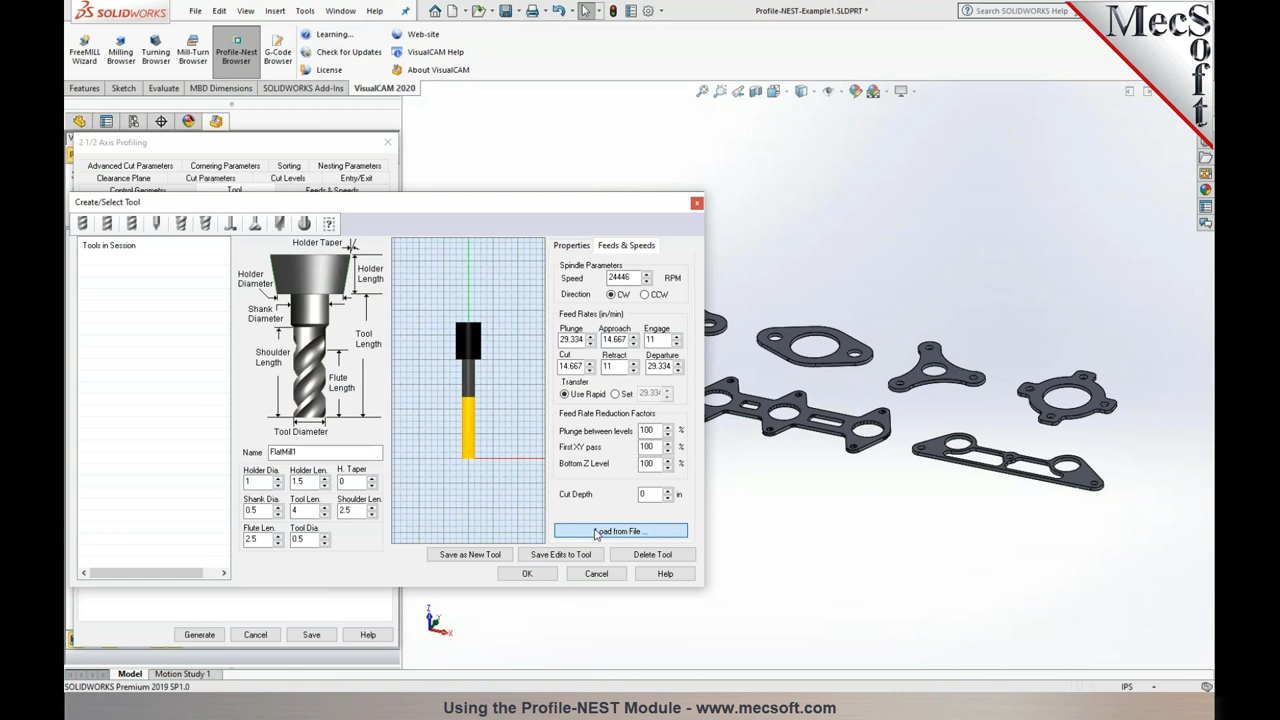 SOLIDWORKS
File Edit View Insert Tools Window Help
Profile-NEST-Example1.SLDPRT *
Search SOLIDWORKS Help
MecSoft
FreeMILL Wizard
Milling Browser
Turning Browser
Mill-Turn Browser
Profile-Nest Browser
G-Code Browser
Learning...
Check for Updates
License
Web-site
VisualCAM Help
About VisualCAM
Features Sketch Evaluate MBD Dimensions SOLIDWORKS Add-Ins VisualCAM 2020
2 1/2 Axis Profiling
Advanced Cut Parameters Cornering Parameters Sorting Nesting Parameters
Clearance Plane Cut Parameters Cut Levels Entry/Exit
Control Geometry Tool Feeds & Speeds
Create/Select Tool
Tools in Session
Holder Taper
Holder Diameter
Holder Length
Shank Diameter
Tool Length
Shoulder Length
Flute Length
Tool Diameter
Name FlatMill1
Holder Dia. Holder Len. H. Taper
1 1.5 0
Shank Dia. Tool Len. Shoulder Len.
0.5 4 2.5
Flute Len. Tool Dia.
2.5 0.5
Properties Feeds & Speeds
Spindle Parameters
Speed 24446 RPM
Direction CW CCW
Feed Rates (in/min)
Plunge Approach Engage
29.334 14.667 11
Cut Retract Departure
14.667 11 29.334
Transfer
Use Rapid Set 29.334
Feed Rate Reduction Factors
Plunge between levels 100 %
First XY pass 100 %
Bottom Z Level 100 %
Cut Depth 0 in
Load from File ...
Save as New Tool Save Edits to Tool Delete Tool
OK Cancel Help
Generate Cancel Save Help
Z
Y
X
Model Motion Study 1
SOLIDWORKS Premium 2019 SP1.0
IPS
Using the Profile-NEST Module - www.mecsoft.com